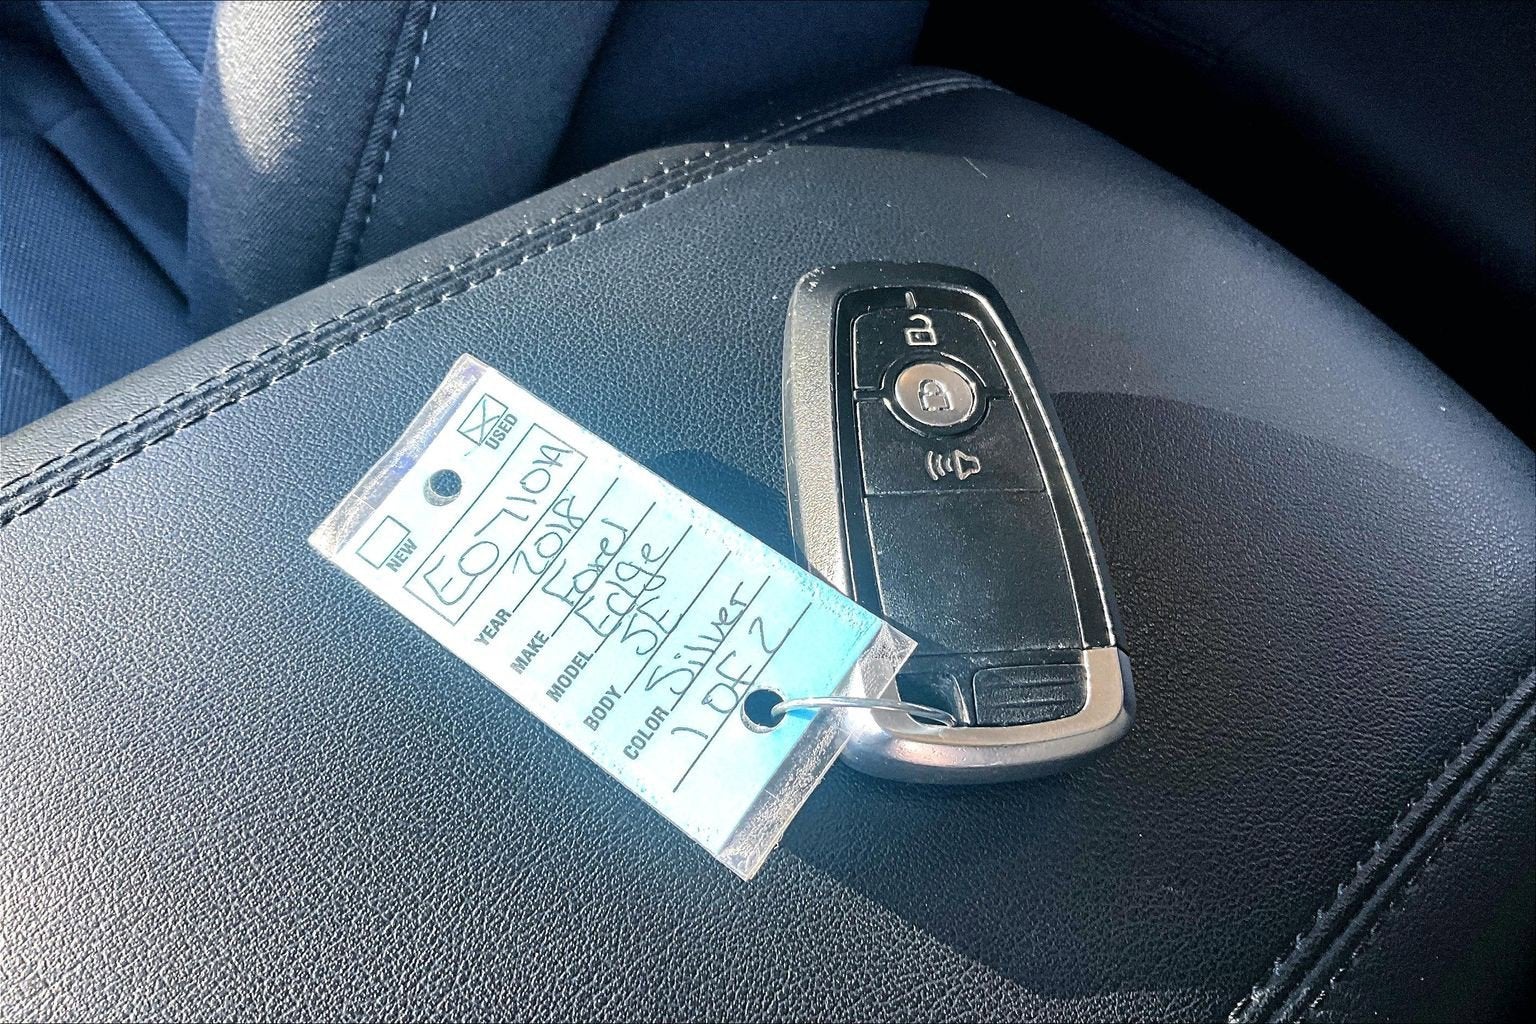 USED
NEW
E0710A
YEAR 2018
MAKE Ford
MODEL Edge
BODY SE
COLOR Silver
1 OF 2